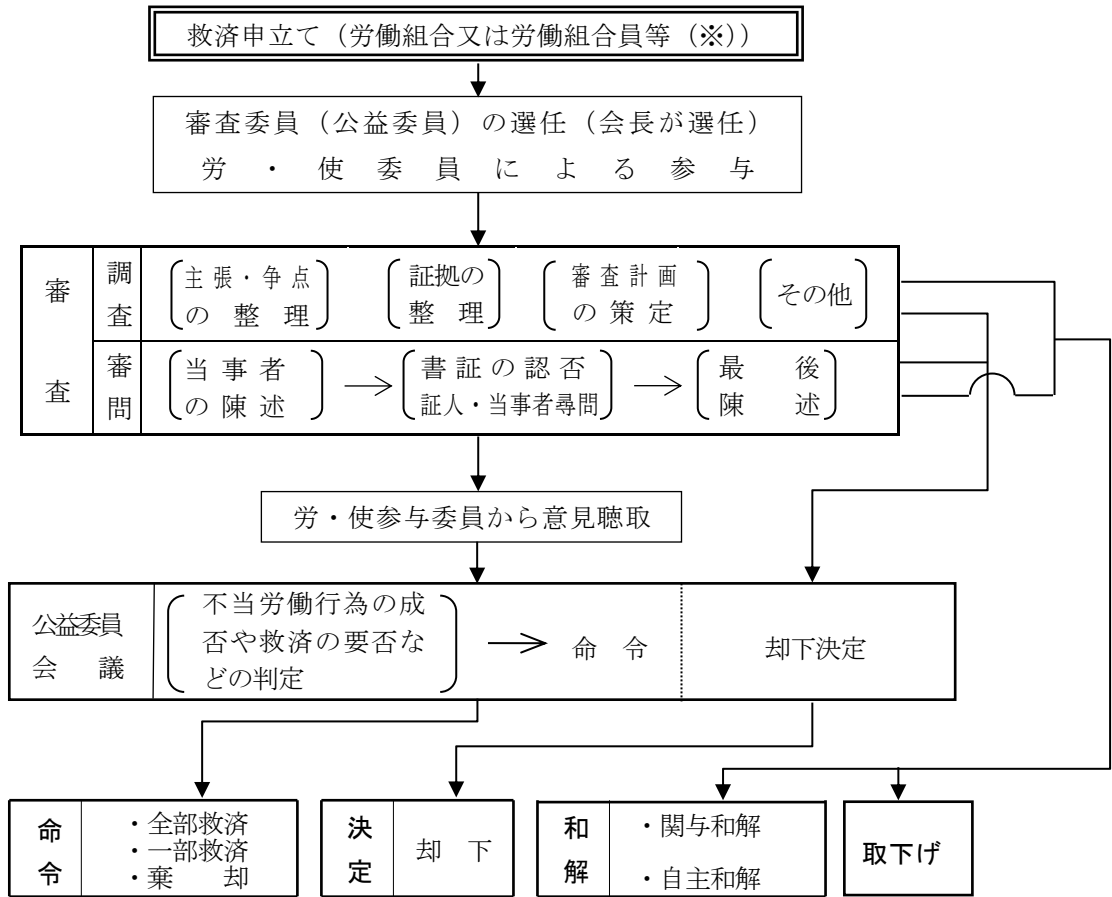 救済申立て（労働組合又は労働組合員等（※））
審査委員（公益委員）の選任（会長が選任）
労・使委員による参与
審査
調査
主張・争点
の整理
証拠の
整理
審査計画
の策定
その他
審問
当事者
の陳述
書証の認否
証人・当事者尋問
最後
陳述
労・使参与委員から意見聴取
公益委員
会議
不当労働行為の成
否や救済の要否な
どの判定
命令
却下決定
命令
・全部救済
・一部救済
・棄却
決定
却下
和解
・関与和解
・自主和解
取下げ